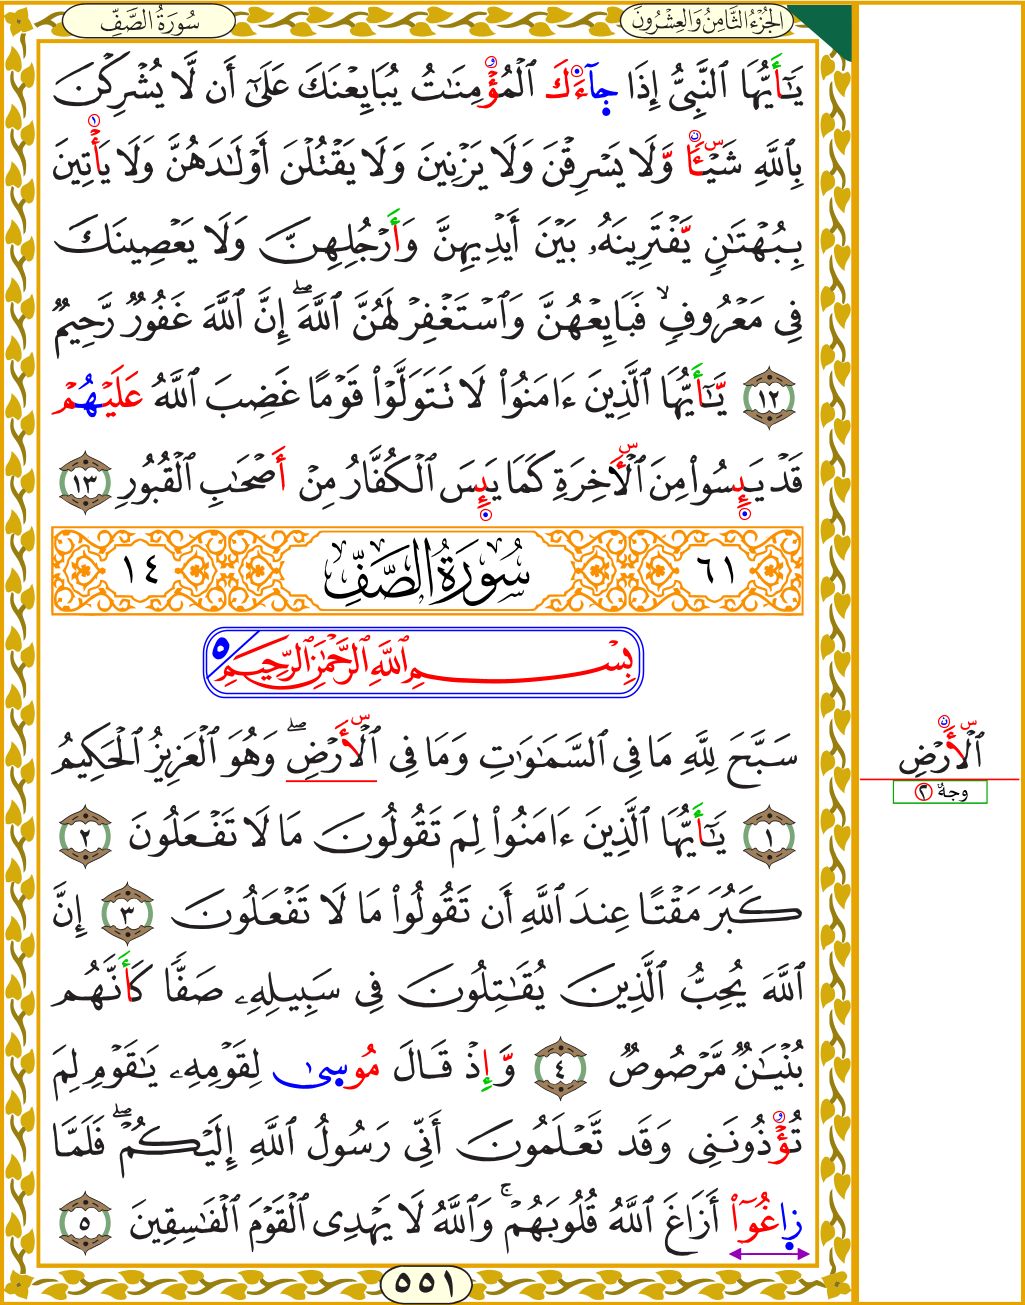 الجُزْءُ الثَّامِنُ وَالعِشْرُونَ
سُورَةُ الصَّفِّ
يَٰٓأَيُّهَا ٱلنَّبِيُّ إِذَا جَآءَكَ ٱلْمُؤْمِنَٰتُ يُبَايِعْنَكَ عَلَىٰٓ أَن لَّا يُشْرِكْنَ
بِٱللَّهِ شَيْـًٔا وَلَا يَسْرِقْنَ وَلَا يَزْنِينَ وَلَا يَقْتُلْنَ أَوْلَٰدَهُنَّ وَلَا يَأْتِينَ
بِبُهْتَٰنٍ يَفْتَرِينَهُۥ بَيْنَ أَيْدِيهِنَّ وَأَرْجُلِهِنَّ وَلَا يَعْصِينَكَ
فِي مَعْرُوفٍۙ فَبَايِعْهُنَّ وَٱسْتَغْفِرْ لَهُنَّ ٱللَّهَۖ إِنَّ ٱللَّهَ غَفُورٌ رَّحِيمٌ
١٢ يَٰٓأَيُّهَا ٱلَّذِينَ ءَامَنُوا۟ لَا تَتَوَلَّوْا۟ قَوْمًا غَضِبَ ٱللَّهُ عَلَيْهُمْ
قَدْ يَئِسُوا۟ مِنَ ٱلْأَخِرَةِ كَمَا يَئِسَ ٱلْكُفَّارُ مِنْ أَصْحَٰبِ ٱلْقُبُورِ ١٣
٦١ سُورَةُ الصَّفِّ ١٤
بِسْمِ ٱللَّهِ ٱلرَّحْمَٰنِ ٱلرَّحِيمِ ٥
سَبَّحَ لِلَّهِ مَا فِي ٱلسَّمَٰوَٰتِ وَمَا فِي ٱلْأَرْضِۖ وَهُوَ ٱلْعَزِيزُ ٱلْحَكِيمُ
ٱلْأَرْضِ
وجهٌ ٢
١ يَٰٓأَيُّهَا ٱلَّذِينَ ءَامَنُوا۟ لِمَ تَقُولُونَ مَا لَا تَفْعَلُونَ ٢
كَبُرَ مَقْتًا عِندَ ٱللَّهِ أَن تَقُولُوا۟ مَا لَا تَفْعَلُونَ ٣ إِنَّ
ٱللَّهَ يُحِبُّ ٱلَّذِينَ يُقَٰتِلُونَ فِي سَبِيلِهِۦ صَفًّا كَأَنَّهُم
بُنْيَٰنٌ مَّرْصُوصٌ ٤ وَإِذْ قَالَ مُوسَىٰ لِقَوْمِهِۦ يَٰقَوْمِ لِمَ
تُؤْذُونَنِي وَقَد تَّعْلَمُونَ أَنِّي رَسُولُ ٱللَّهِ إِلَيْكُمْۖ فَلَمَّا
زَاغُوٓا۟ أَزَاغَ ٱللَّهُ قُلُوبَهُمْۚ وَٱللَّهُ لَا يَهْدِي ٱلْقَوْمَ ٱلْفَٰسِقِينَ ٥
٥٥١